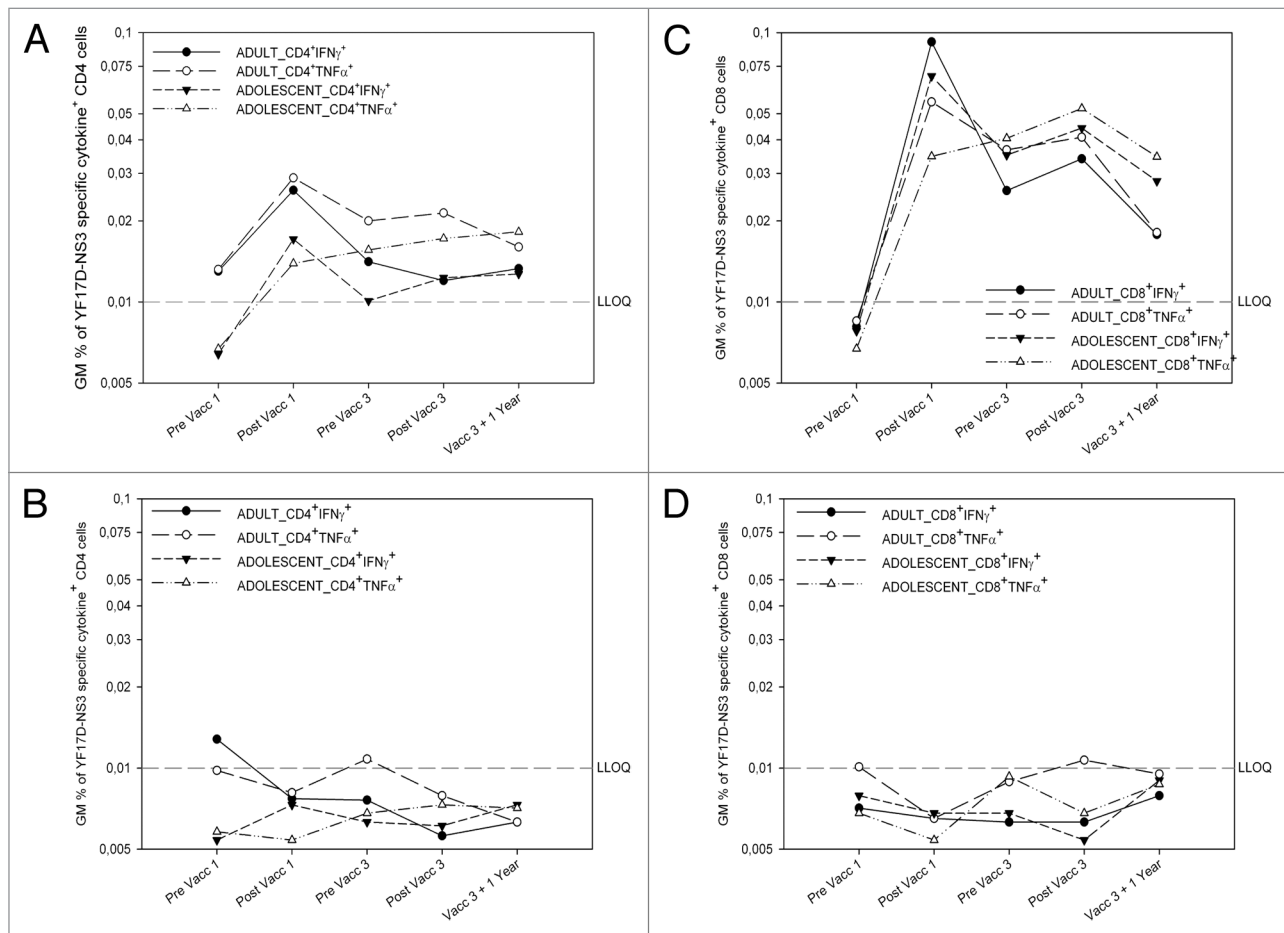 A
GM % of YF17D-NS3 specific cytokine⁺ CD4 cells
0,1
0,075
0,05
0,04
0,03
0,02
0,01
0,005
ADULT_CD4⁺IFNγ⁺
ADULT_CD4⁺TNFα⁺
ADOLESCENT_CD4⁺IFNγ⁺
ADOLESCENT_CD4⁺TNFα⁺
LLOQ
Pre Vacc 1
Post Vacc 1
Pre Vacc 3
Post Vacc 3
Vacc 3 + 1 Year
C
GM % of YF17D-NS3 specific cytokine⁺ CD8 cells
0,1
0,075
0,05
0,04
0,03
0,02
0,01
0,005
LLOQ
ADULT_CD8⁺IFNγ⁺
ADULT_CD8⁺TNFα⁺
ADOLESCENT_CD8⁺IFNγ⁺
ADOLESCENT_CD8⁺TNFα⁺
Pre Vacc 1
Post Vacc 1
Pre Vacc 3
Post Vacc 3
Vacc 3 + 1 Year
B
GM % of YF17D-NS3 specific cytokine⁺ CD4 cells
0,1
0,075
0,05
0,04
0,03
0,02
0,01
0,005
ADULT_CD4⁺IFNγ⁺
ADULT_CD4⁺TNFα⁺
ADOLESCENT_CD4⁺IFNγ⁺
ADOLESCENT_CD4⁺TNFα⁺
LLOQ
Pre Vacc 1
Post Vacc 1
Pre Vacc 3
Post Vacc 3
Vacc 3 + 1 Year
D
GM % of YF17D-NS3 specific cytokine⁺ CD8 cells
0,1
0,075
0,05
0,04
0,03
0,02
0,01
0,005
ADULT_CD8⁺IFNγ⁺
ADULT_CD8⁺TNFα⁺
ADOLESCENT_CD8⁺IFNγ⁺
ADOLESCENT_CD8⁺TNFα⁺
LLOQ
Pre Vacc 1
Post Vacc 1
Pre Vacc 3
Post Vacc 3
Vacc 3 + 1 Year